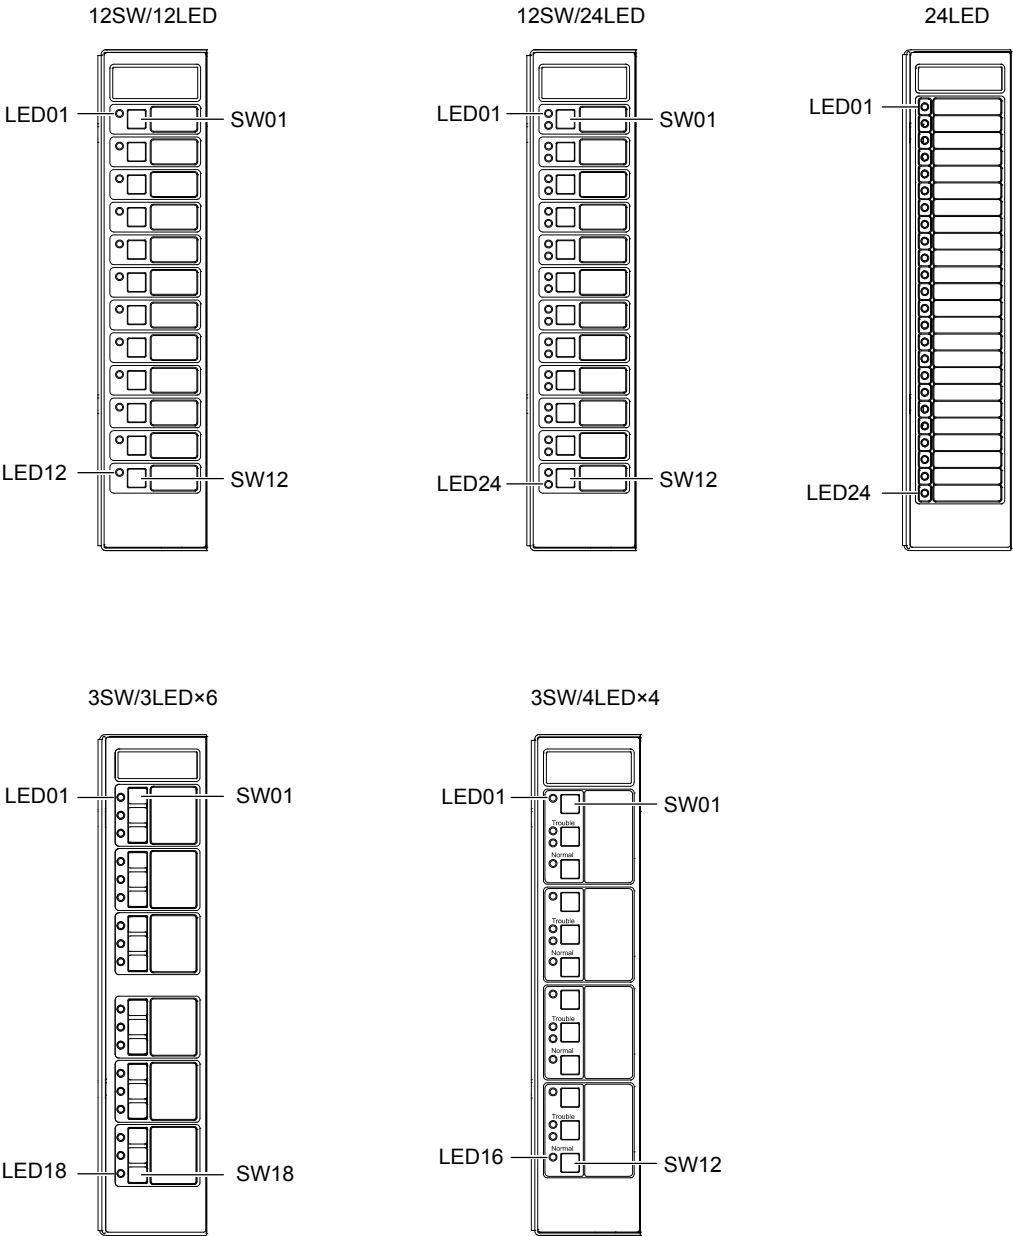 12SW/12LED
12SW/24LED
24LED
LED01
SW01
LED12
SW12
LED01
SW01
LED24
SW12
LED01
LED24
3SW/3LED×6
3SW/4LED×4
LED01
SW01
LED18
SW18
LED01
SW01
Trouble
Normal
Trouble
Normal
Trouble
Normal
Trouble
Normal
LED16
SW12